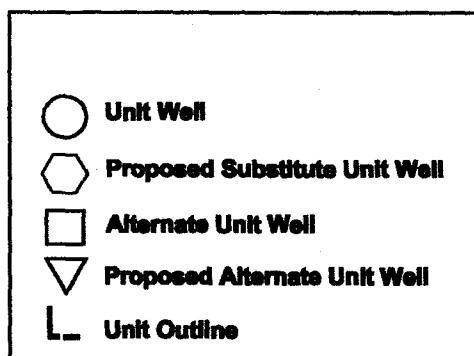 Unit Well
Proposed Substitute Unit Well
Alternate Unit Well
Proposed Alternate Unit Well
Unit Outline